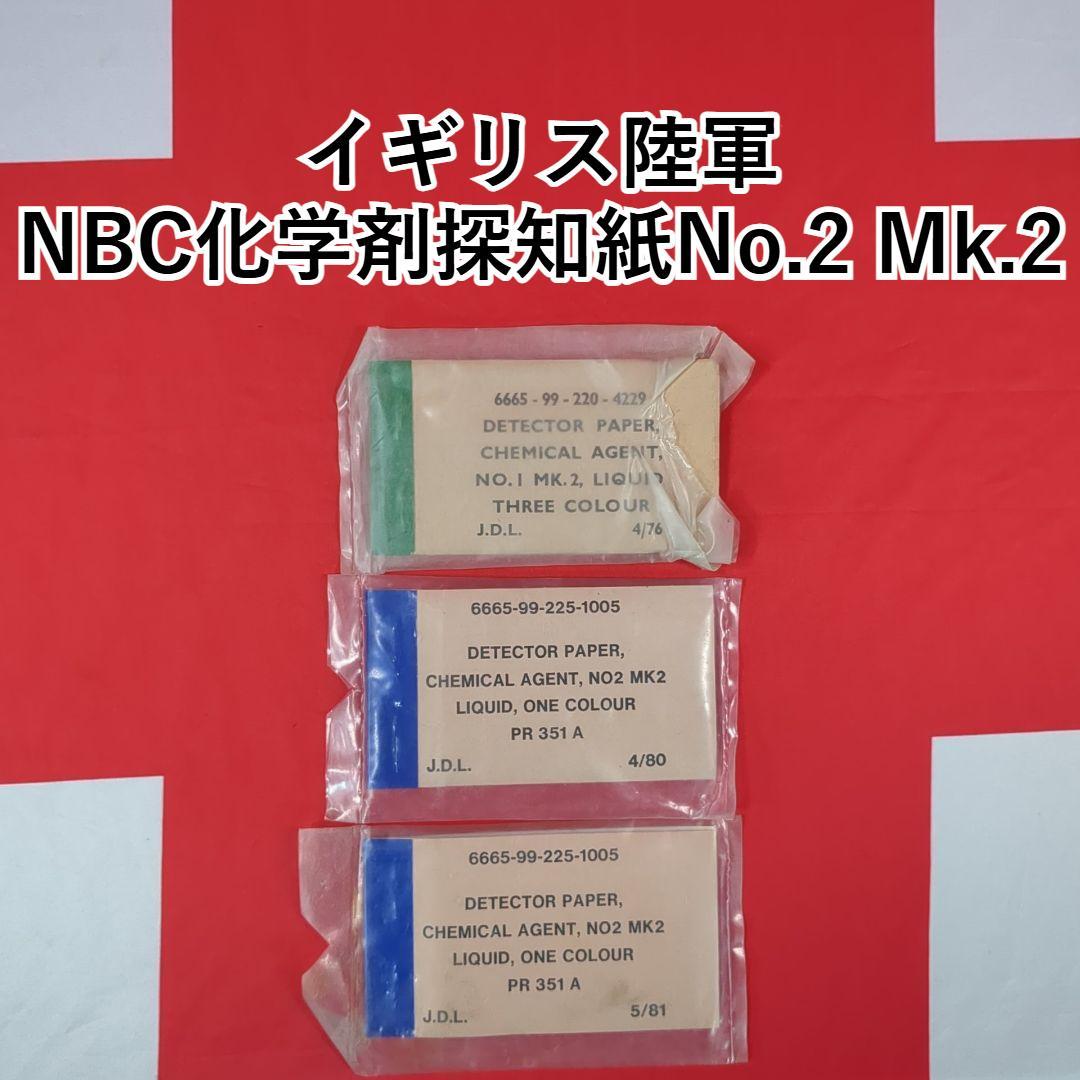 イギリス陸軍
NBC化学剤探知紙No.2 Mk.2
6665 - 99 - 220 - 4229
DETECTOR PAPER,
CHEMICAL AGENT,
NO.1 MK.2, LIQUID
THREE COLOUR
J.D.L. 4/76
6665-99-225-1005
DETECTOR PAPER,
CHEMICAL AGENT, NO2 MK2
LIQUID, ONE COLOUR
PR 351 A
J.D.L. 4/80
6665-99-225-1005
DETECTOR PAPER,
CHEMICAL AGENT, NO2 MK2
LIQUID, ONE COLOUR
PR 351 A
J.D.L. 5/81